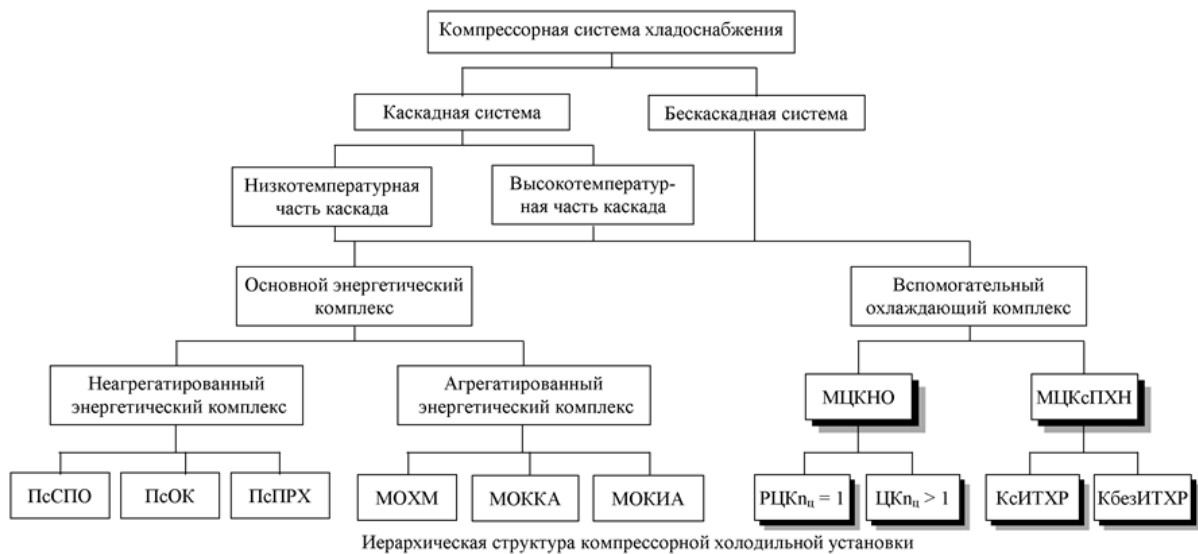 Компрессорная система хладоснабжения
Каскадная система
Бескаскадная система
Низкотемпературная
часть каскада
Высокотемператур-
ная часть каскада
Основной энергетический
комплекс
Вспомогательный
охлаждающий комплекс
Неагрегатированный
энергетический комплекс
Агрегатированный
энергетический комплекс
МЦКНО
МЦКсПХН
ПсСПО
ПсОК
ПсПРХ
МОХМ
МОККА
МОКИА
РЦКnц = 1
ЦКnц > 1
КсИТХР
КбезИТХР
Иерархическая структура компрессорной холодильной установки